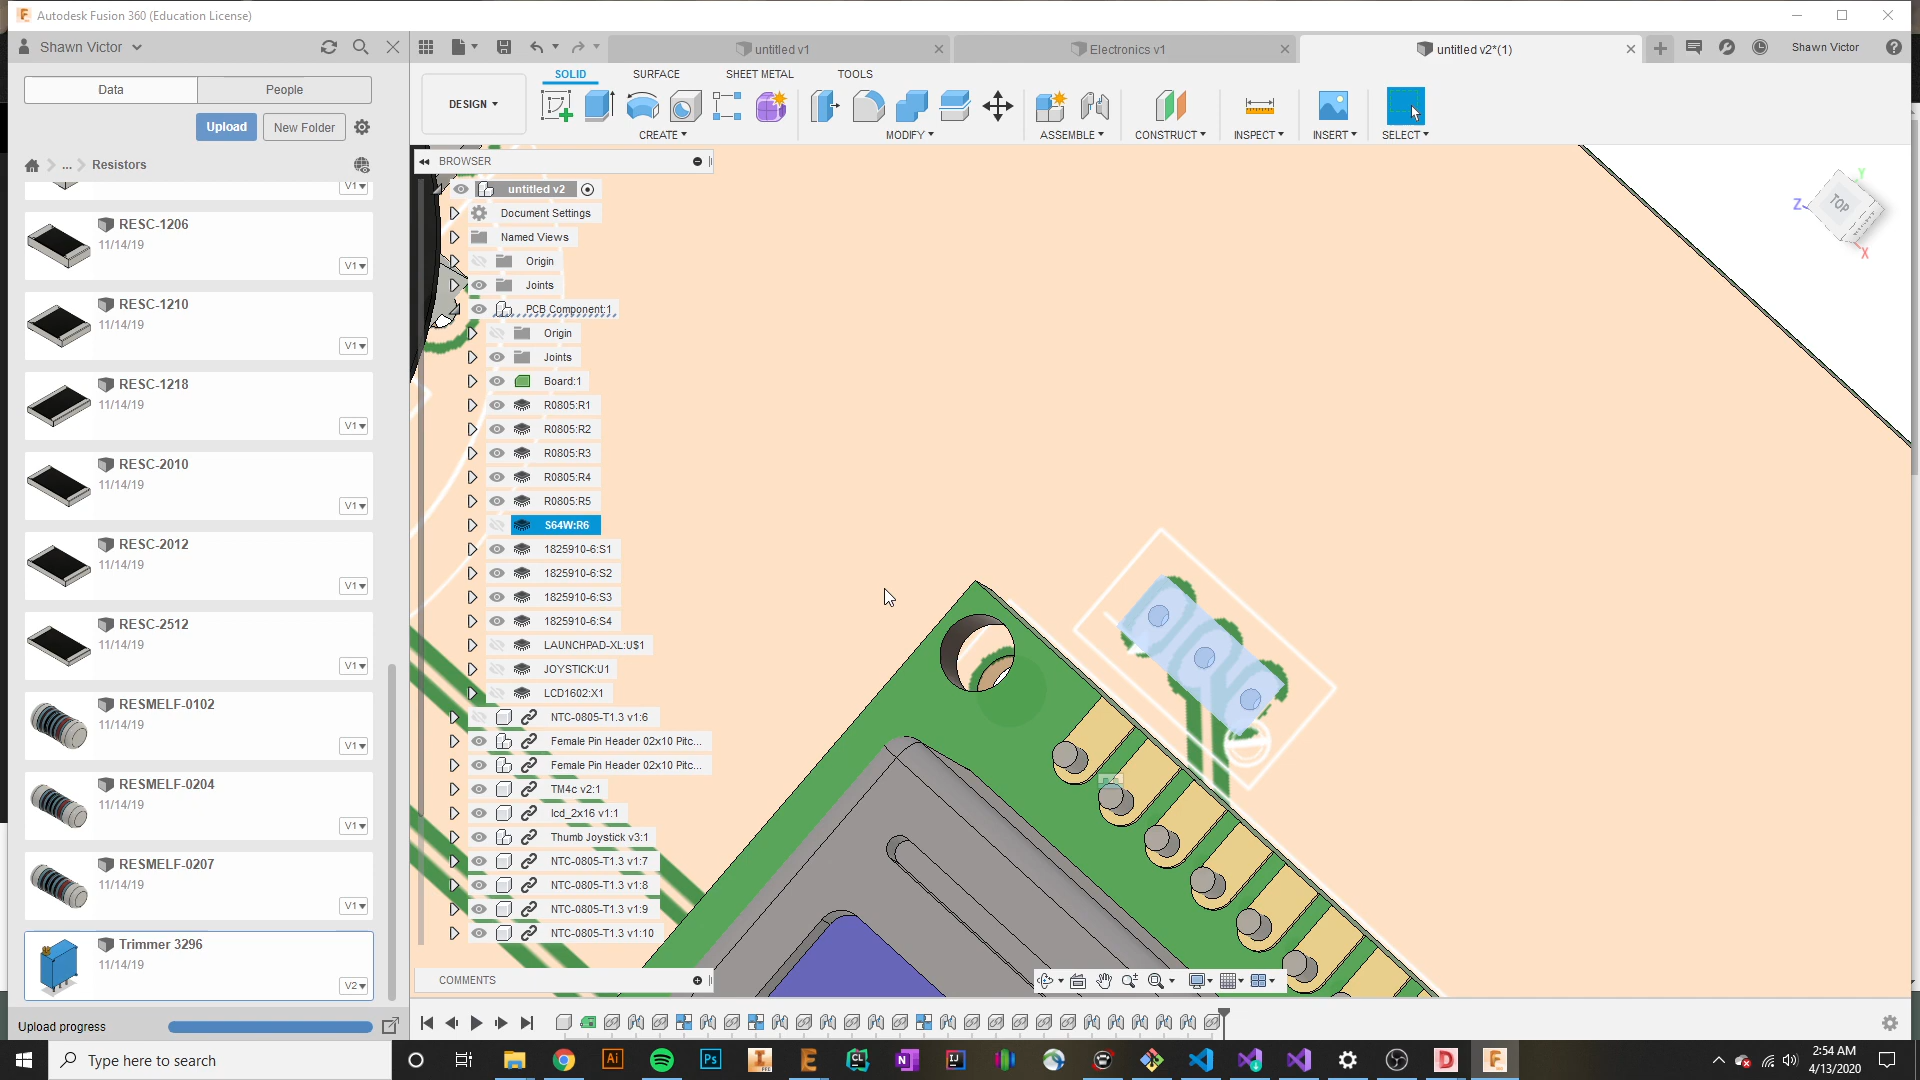 Autodesk Fusion 360 (Education License)
Shawn Victor
untitled v1
Electronics v1
untitled v2*(1)
Shawn Victor
Data
People
Upload
New Folder
... Resistors
V1
RESC-1206
11/14/19
V1
RESC-1210
11/14/19
V1
RESC-1218
11/14/19
V1
RESC-2010
11/14/19
V1
RESC-2012
11/14/19
V1
RESC-2512
11/14/19
V1
RESMELF-0102
11/14/19
V1
RESMELF-0204
11/14/19
V1
RESMELF-0207
11/14/19
V1
Trimmer 3296
11/14/19
V2
Upload progress
DESIGN
SOLID
SURFACE
SHEET METAL
TOOLS
CREATE
MODIFY
ASSEMBLE
CONSTRUCT
INSPECT
INSERT
SELECT
BROWSER
untitled v2
Document Settings
Named Views
Origin
Joints
PCB Component:1
Origin
Joints
Board:1
R0805:R1
R0805:R2
R0805:R3
R0805:R4
R0805:R5
S64W:R6
1825910-6:S1
1825910-6:S2
1825910-6:S3
1825910-6:S4
LAUNCHPAD-XL:U$1
JOYSTICK:U1
LCD1602:X1
NTC-0805-T1.3 v1:6
Female Pin Header 02x10 Pitc...
Female Pin Header 02x10 Pitc...
TM4c v2:1
lcd_2x16 v1:1
Thumb Joystick v3:1
NTC-0805-T1.3 v1:7
NTC-0805-T1.3 v1:8
NTC-0805-T1.3 v1:9
NTC-0805-T1.3 v1:10
COMMENTS
Y
Z
TOP
X
Type here to search
2:54 AM
4/13/2020